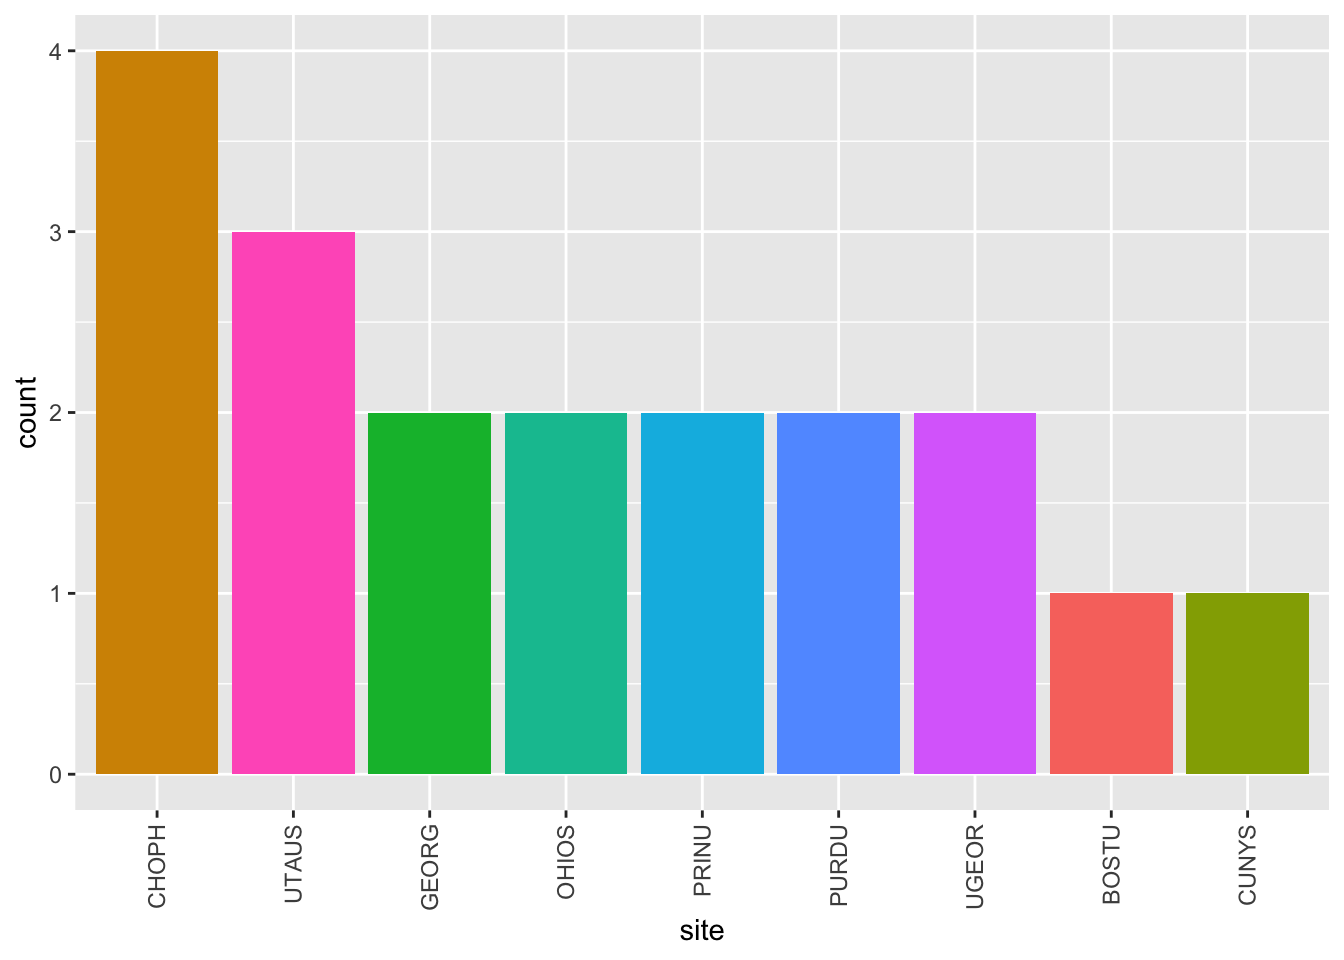 4
3
2
1
0
count
CHOPH
UTAUS
GEORG
OHIOS
PRINU
PURDU
UGEOR
BOSTU
CUNYS
site